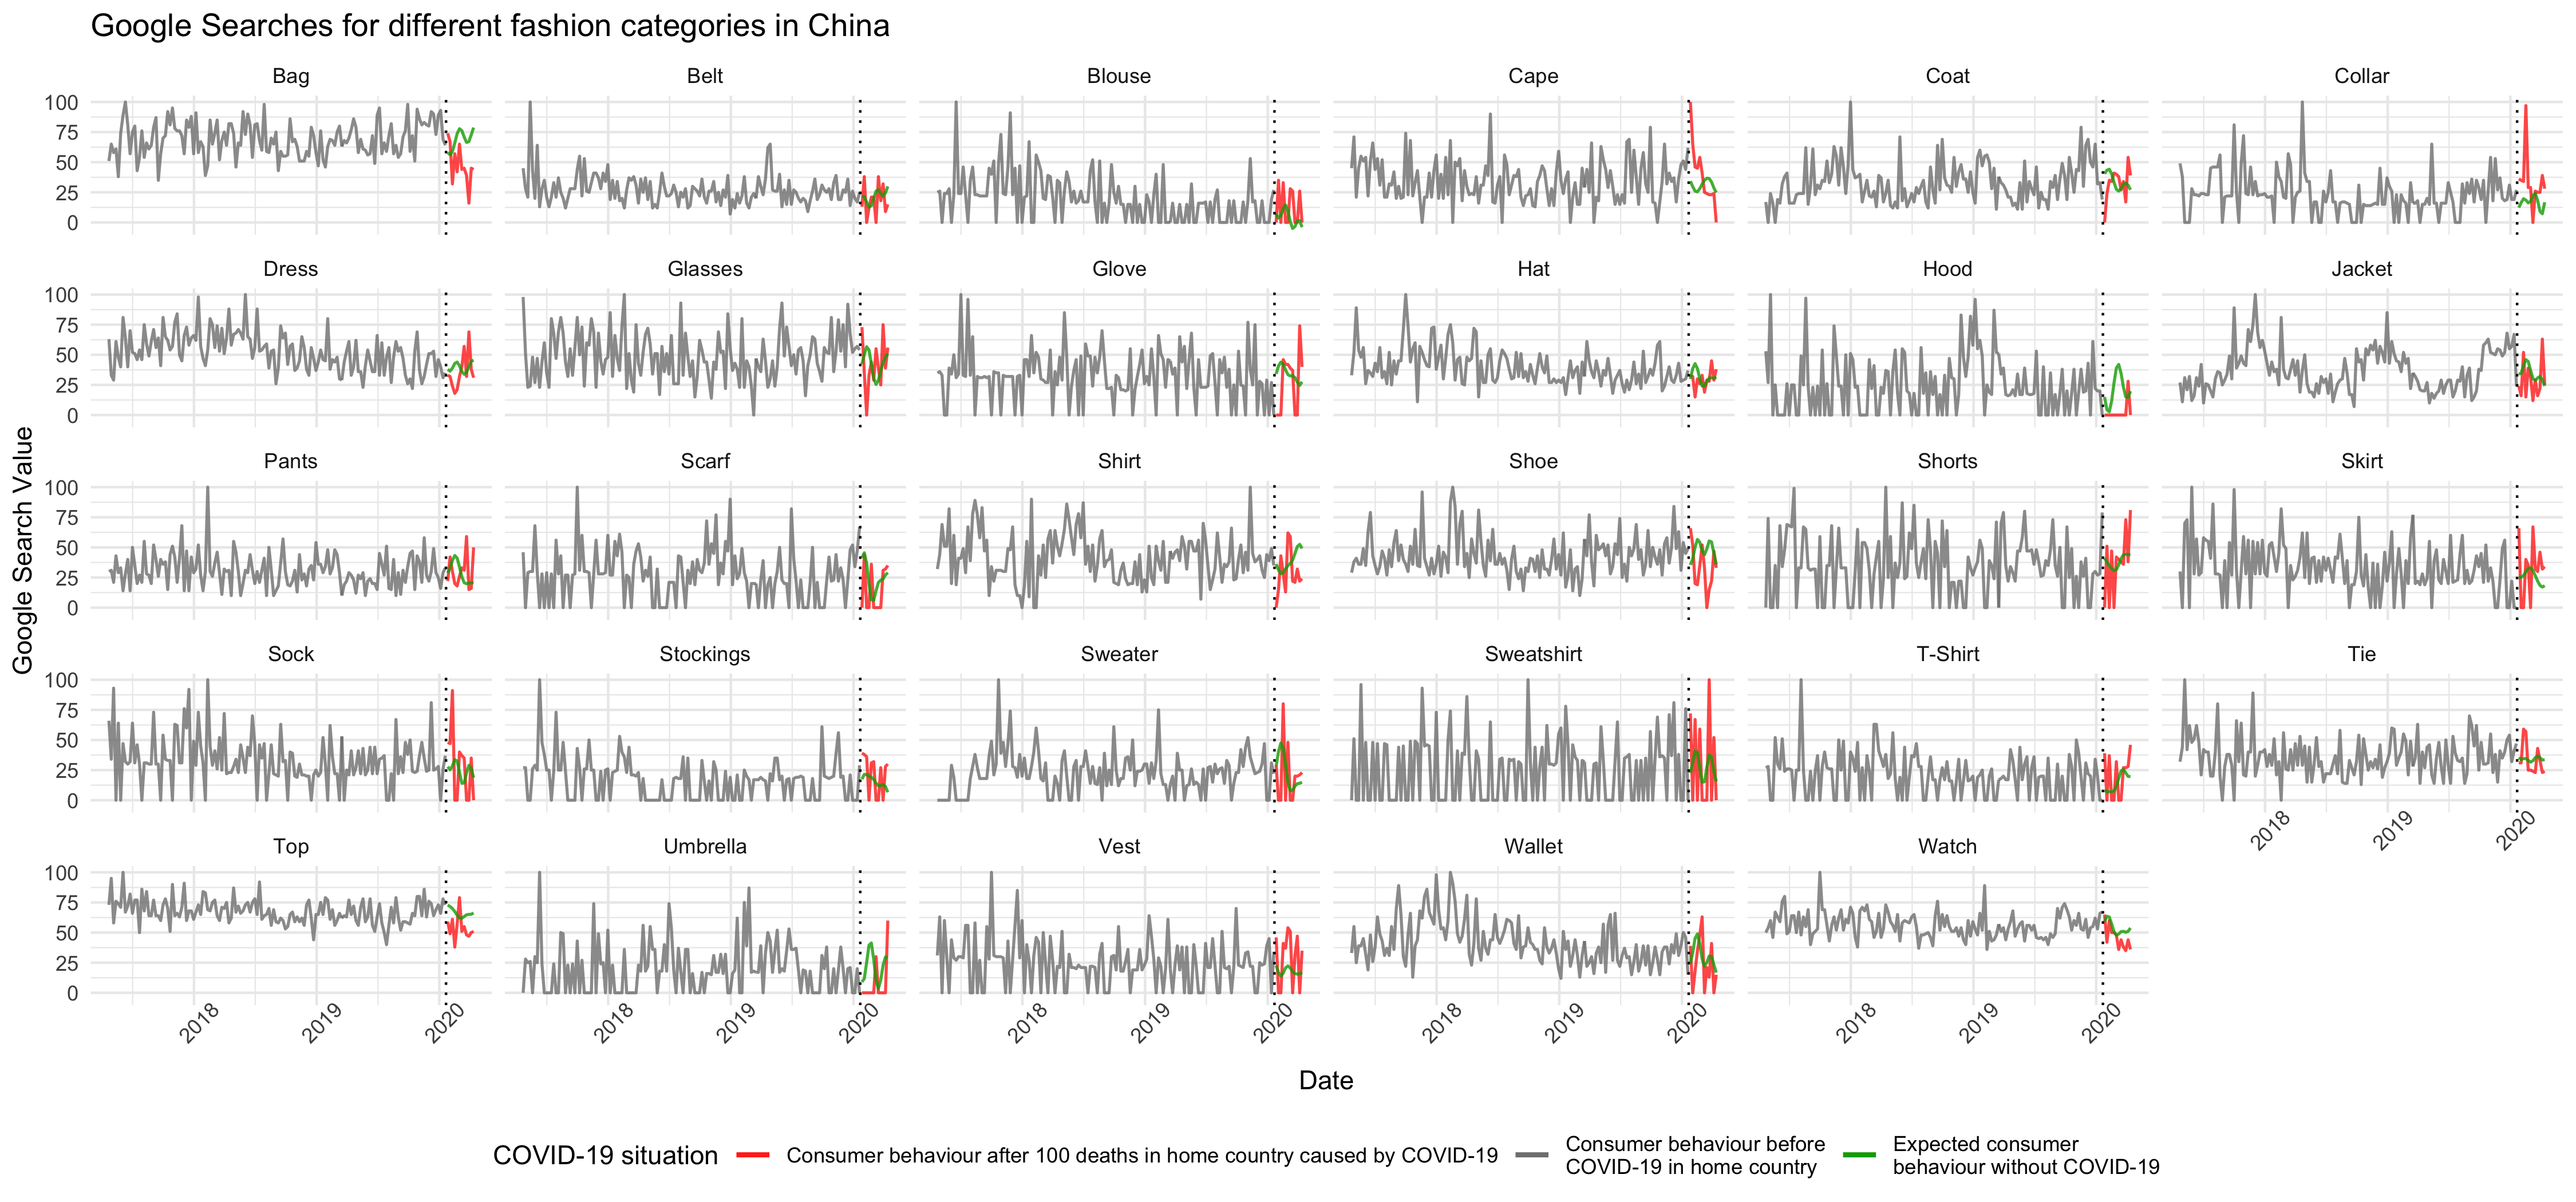 Google Searches for different fashion categories in China
Bag Belt Blouse Cape Coat Collar
100
75
50
25
0
Dress Glasses Glove Hat Hood Jacket
100
75
50
25
0
Pants Scarf Shirt Shoe Shorts Skirt
100
75
50
25
0
Sock Stockings Sweater Sweatshirt T-Shirt Tie
100
75
50
25
0
2018 2019 2020
Top Umbrella Vest Wallet Watch
100
75
50
25
0
2018 2019 2020 2018 2019 2020 2018 2019 2020 2018 2019 2020 2018 2019 2020
Google Search Value
Date
COVID-19 situation
Consumer behaviour after 100 deaths in home country caused by COVID-19
Consumer behaviour before
COVID-19 in home country
Expected consumer
behaviour without COVID-19